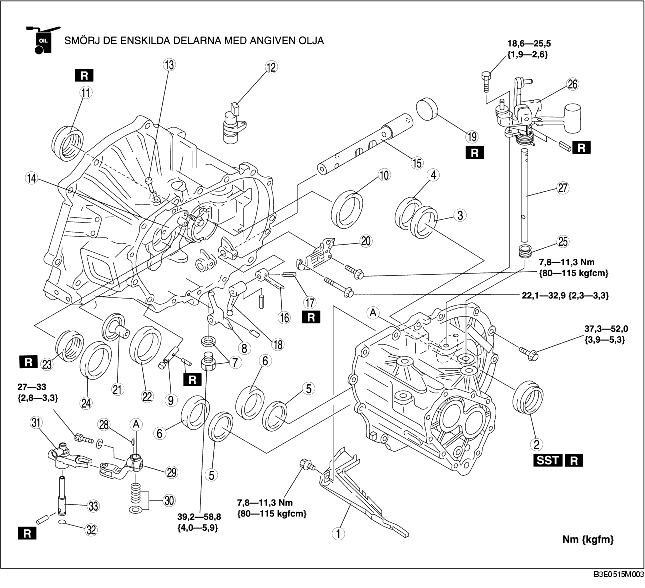 OIL
SMÖRJ DE ENSKILDA DELARNA MED ANGIVEN OLJA
18,6—25,5
{1,9—2,6}
R
13
12
26
11
19
R
R
15
14
10
4
3
27
20
25
7,8—11,3 Nm
{80—115 kgfcm}
16
17
R
22,1—32,9 {2,3—3,3}
A
18
37,3—52,0
{3,9—5,3}
R
23
21
22
8
7
9
R
24
6
5
27—33
{2,8—3,3}
28
A
6
5
2
SST R
31
29
30
33
7,8—11,3 Nm
{80—115 kgfcm}
39,2—58,8
{4,0—5,9}
R
32
1
Nm {kgfm}
B3E0515M003